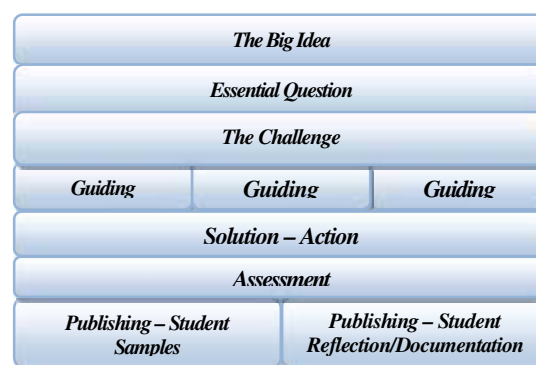 The Big Idea
Essential Question
The Challenge
Guiding Guiding Guiding
Solution – Action
Assessment
Publishing – Student
Samples
Publishing – Student
Reflection/Documentation